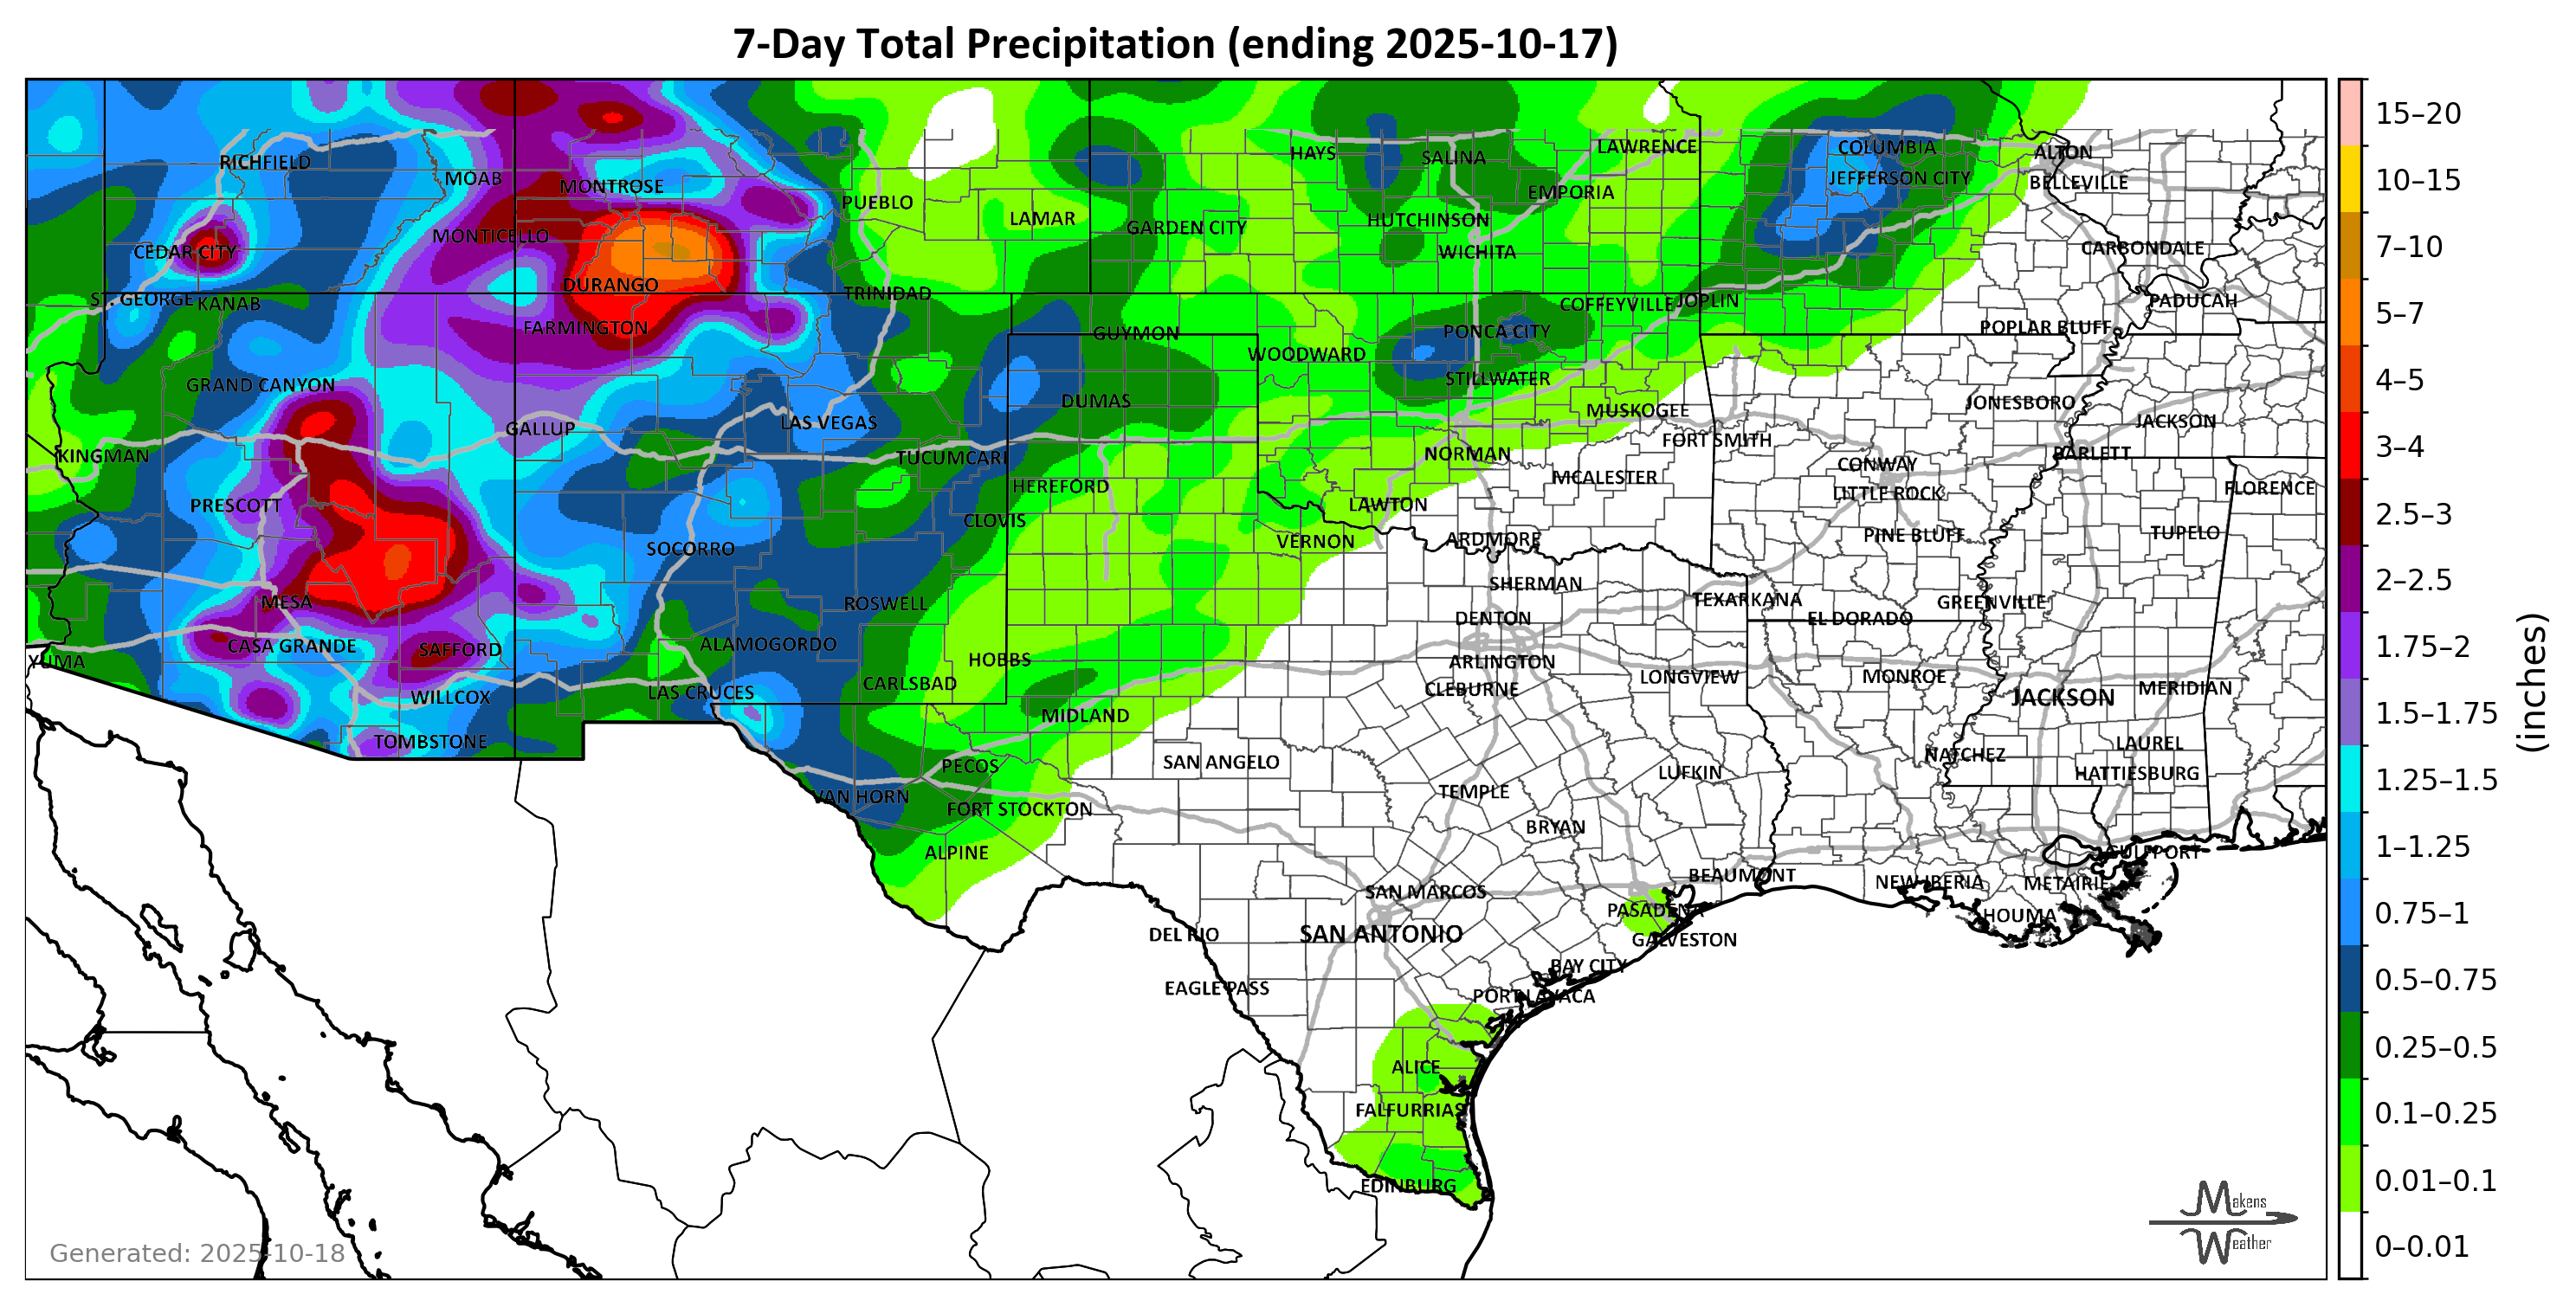 7-Day Total Precipitation (ending 2025-10-17)
RICHFIELD
MOAB
MONTROSE
PUEBLO
LAMAR
HAYS
SALINA
LAWRENCE
EMPORIA
COLUMBIA
JEFFERSON CITY
ALTON
BELLEVILLE
CEDAR CITY
MONTICELLO
GARDEN CITY
HUTCHINSON
WICHITA
CARBONDALE
ST. GEORGE
KANAB
DURANGO
TRINIDAD
COFFEYVILLE
JOPLIN
PADUCAH
FARMINGTON
GUYMON
PONCA CITY
POPLAR BLUFF
WOODWARD
GRAND CANYON
DUMAS
STILLWATER
MUSKOGEE
JONESBORO
JACKSON
GALLUP
LAS VEGAS
KINGMAN
TUCUMCARI
NORMAN
FORT SMITH
BARLETT
PRESCOTT
HEREFORD
LAWTON
MCALESTER
CONWAY
LITTLE ROCK
FLORENCE
SOCORRO
CLOVIS
VERNON
ARDMORE
PINE BLUFF
TUPELO
MESA
ROSWELL
SHERMAN
TEXARKANA
GREENVILLE
CASA GRANDE
SAFFORD
ALAMOGORDO
DENTON
EL DORADO
YUMA
HOBBS
ARLINGTON
WILLCOX
LAS CRUCES
CARLSBAD
CLEBURNE
LONGVIEW
MONROE
JACKSON
MERIDIAN
TOMBSTONE
MIDLAND
PECOS
SAN ANGELO
LUFKIN
NATCHEZ
LAUREL
HATTIESBURG
VAN HORN
FORT STOCKTON
TEMPLE
BRYAN
ALPINE
GULFPORT
SAN MARCOS
BEAUMONT
NEW IBERIA
METAIRIE
PASADENA
HOUMA
DEL RIO
SAN ANTONIO
GALVESTON
EAGLE PASS
BAY CITY
PORT LAVACA
ALICE
FALFURRIAS
EDINBURG
Generated: 2025-10-18
Makens
Weather
15–20
10–15
7–10
5–7
4–5
3–4
2.5–3
2–2.5
1.75–2
1.5–1.75
1.25–1.5
1–1.25
0.75–1
0.5–0.75
0.25–0.5
0.1–0.25
0.01–0.1
0–0.01
(inches)